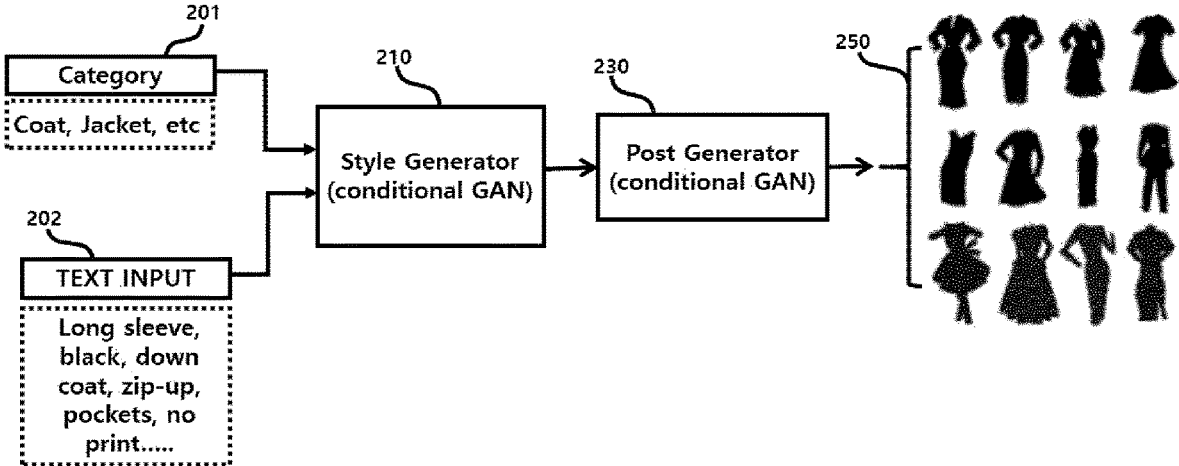 201
Category
Coat, Jacket, etc
202
TEXT INPUT
Long sleeve,
black, down
coat, zip-up,
pockets, no
print.....
210
Style Generator
(conditional GAN)
230
Post Generator
(conditional GAN)
250